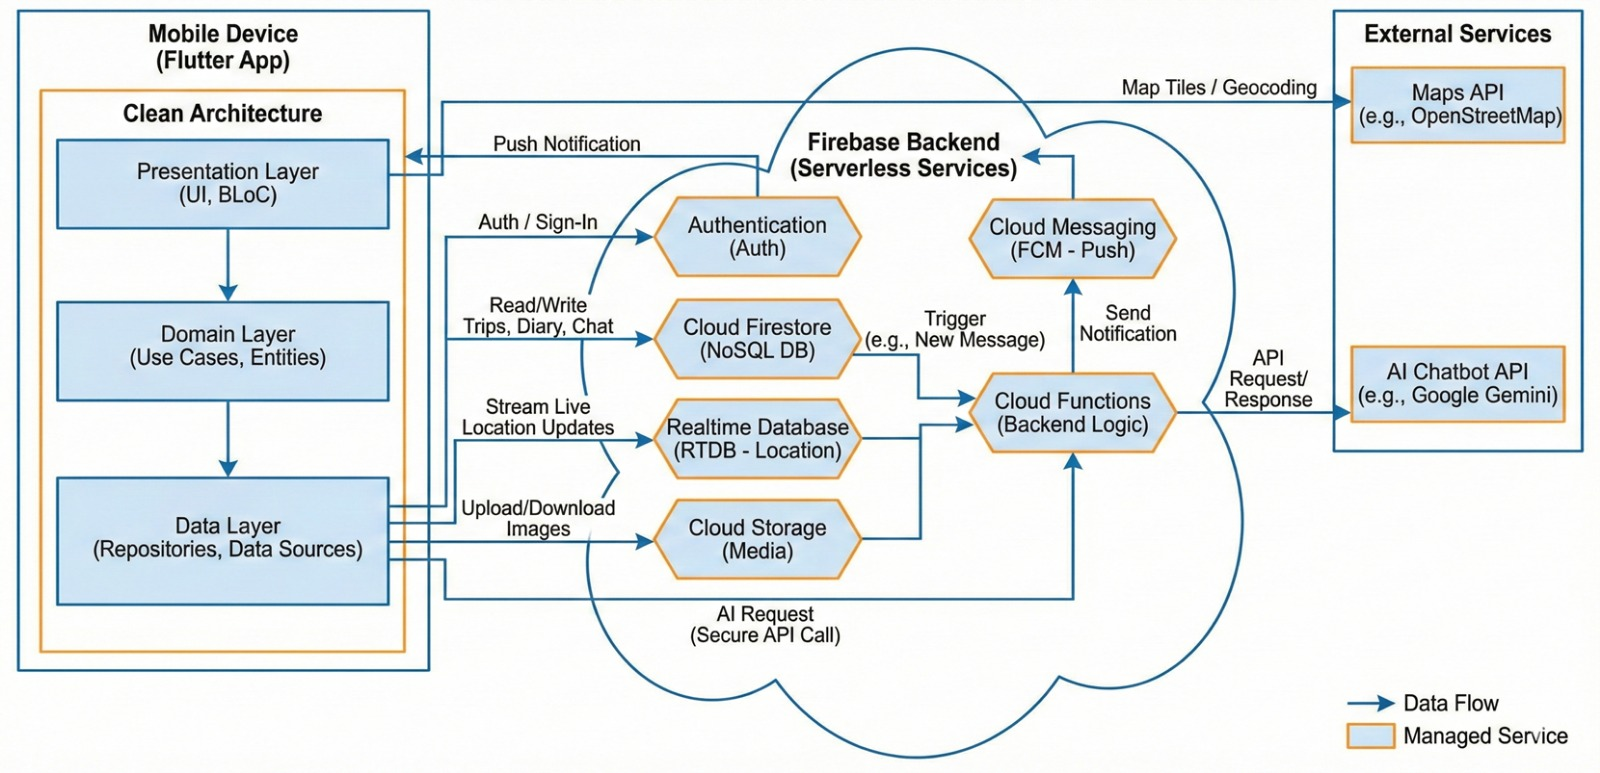 Mobile Device
(Flutter App)
Clean Architecture
Presentation Layer
(UI, BLoC)
Domain Layer
(Use Cases, Entities)
Data Layer
(Repositories, Data Sources)
Push Notification
Auth / Sign-In
Read/Write
Trips, Diary, Chat
Stream Live
Location Updates
Upload/Download
Images
AI Request
(Secure API Call)
Firebase Backend
(Serverless Services)
Authentication
(Auth)
Cloud Firestore
(NoSQL DB)
Realtime Database
(RTDB - Location)
Cloud Storage
(Media)
Trigger
(e.g., New Message)
Cloud Messaging
(FCM - Push)
Send
Notification
Cloud Functions
(Backend Logic)
Map Tiles / Geocoding
API
Request/
Response
External Services
Maps API
(e.g., OpenStreetMap)
AI Chatbot API
(e.g., Google Gemini)
Data Flow
Managed Service